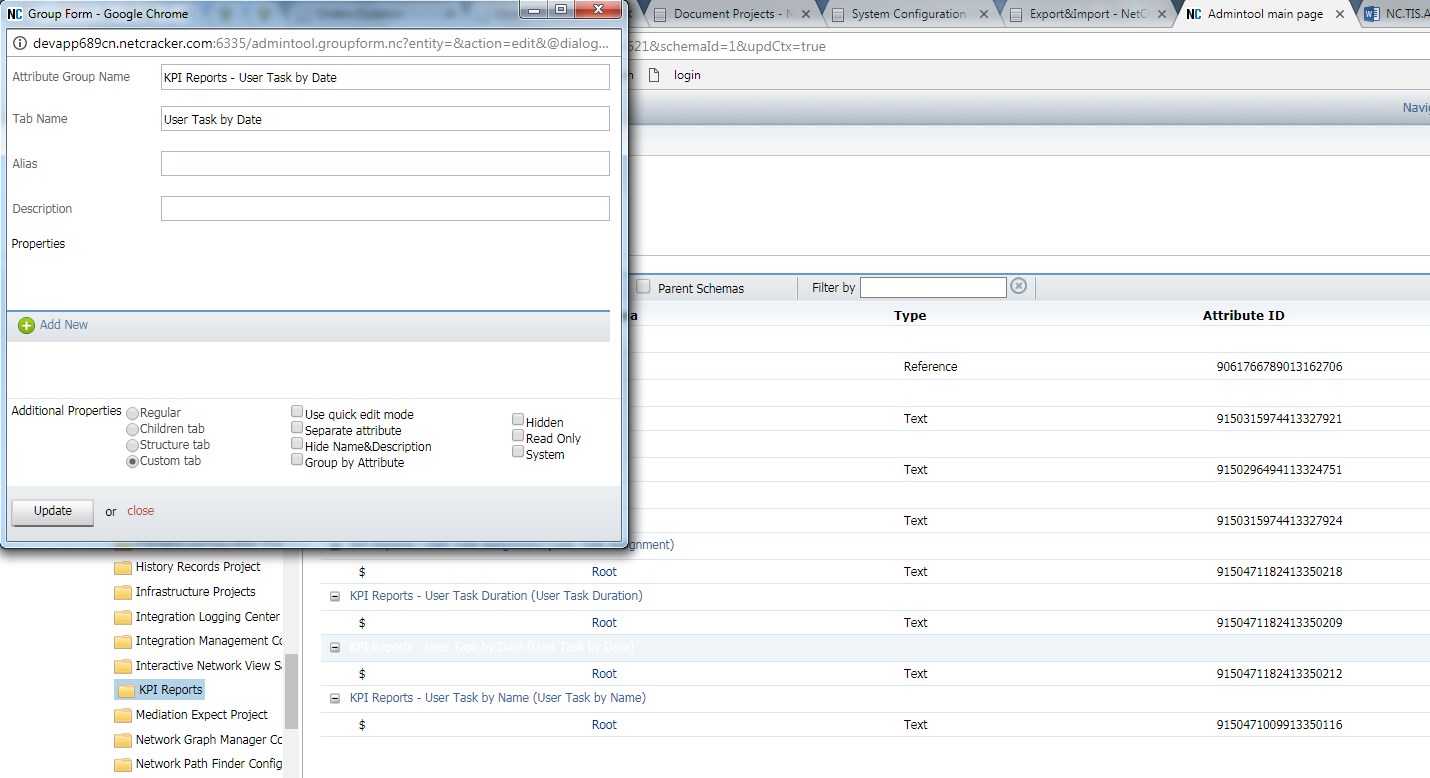 NC Group Form - Google Chrome
devapp689cn.netcracker.com:6335/admintool.groupform.nc?entity=&action=edit&@dialog...
Attribute Group Name KPI Reports - User Task by Date
Tab Name User Task by Date
Alias
Description
Properties
Add New
Additional Properties
Regular
Children tab
Structure tab
Custom tab
Use quick edit mode
Separate attribute
Hide Name&Description
Group by Attribute
Hidden
Read Only
System
Update or close
Document Projects - N
System Configuration
Export&Import - NetC
NC Admintool main page
NC.TIS.A
621&schemaId=1&updCtx=true
login
Navig
Parent Schemas Filter by
a Type Attribute ID
Reference 9061766789013162706
Text 9150315974413327921
Text 9150296494113324751
Text 9150315974413327924
$ Root Text 9150471182413350218
KPI Reports - User Task Duration (User Task Duration)
$ Root Text 9150471182413350209
KPI Reports - User Task by Date (User Task by Date)
$ Root Text 9150471182413350212
KPI Reports - User Task by Name (User Task by Name)
$ Root Text 9150471009913350116
History Records Project
Infrastructure Projects
Integration Logging Center
Integration Management Co
Interactive Network View Sa
KPI Reports
Mediation Expect Project
Network Graph Manager Co
Network Path Finder Config